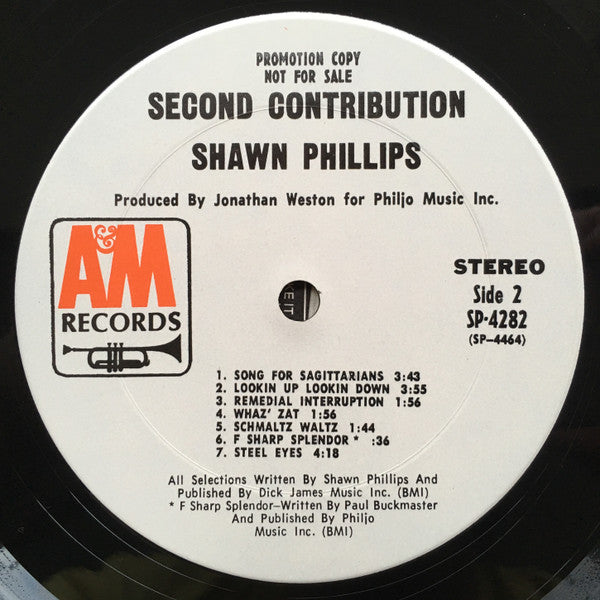 PROMOTION COPY
NOT FOR SALE
SECOND CONTRIBUTION
SHAWN PHILLIPS
Produced By Jonathan Weston for Philjo Music Inc.
A&M
RECORDS
STEREO
Side 2
SP-4282
(SP-4464)
1. SONG FOR SAGITTARIANS 3:43
2. LOOKIN UP LOOKIN DOWN 3:55
3. REMEDIAL INTERRUPTION 1:56
4. WHAZ' ZAT 1:56
5. SCHMALTZ WALTZ 1:44
6. F SHARP SPLENDOR * :36
7. STEEL EYES 4:18
All Selections Written By Shawn Phillips And
Published By Dick James Music Inc. (BMI)
* F Sharp Splendor-Written By Paul Buckmaster
And Published By Philjo
Music Inc. (BMI)